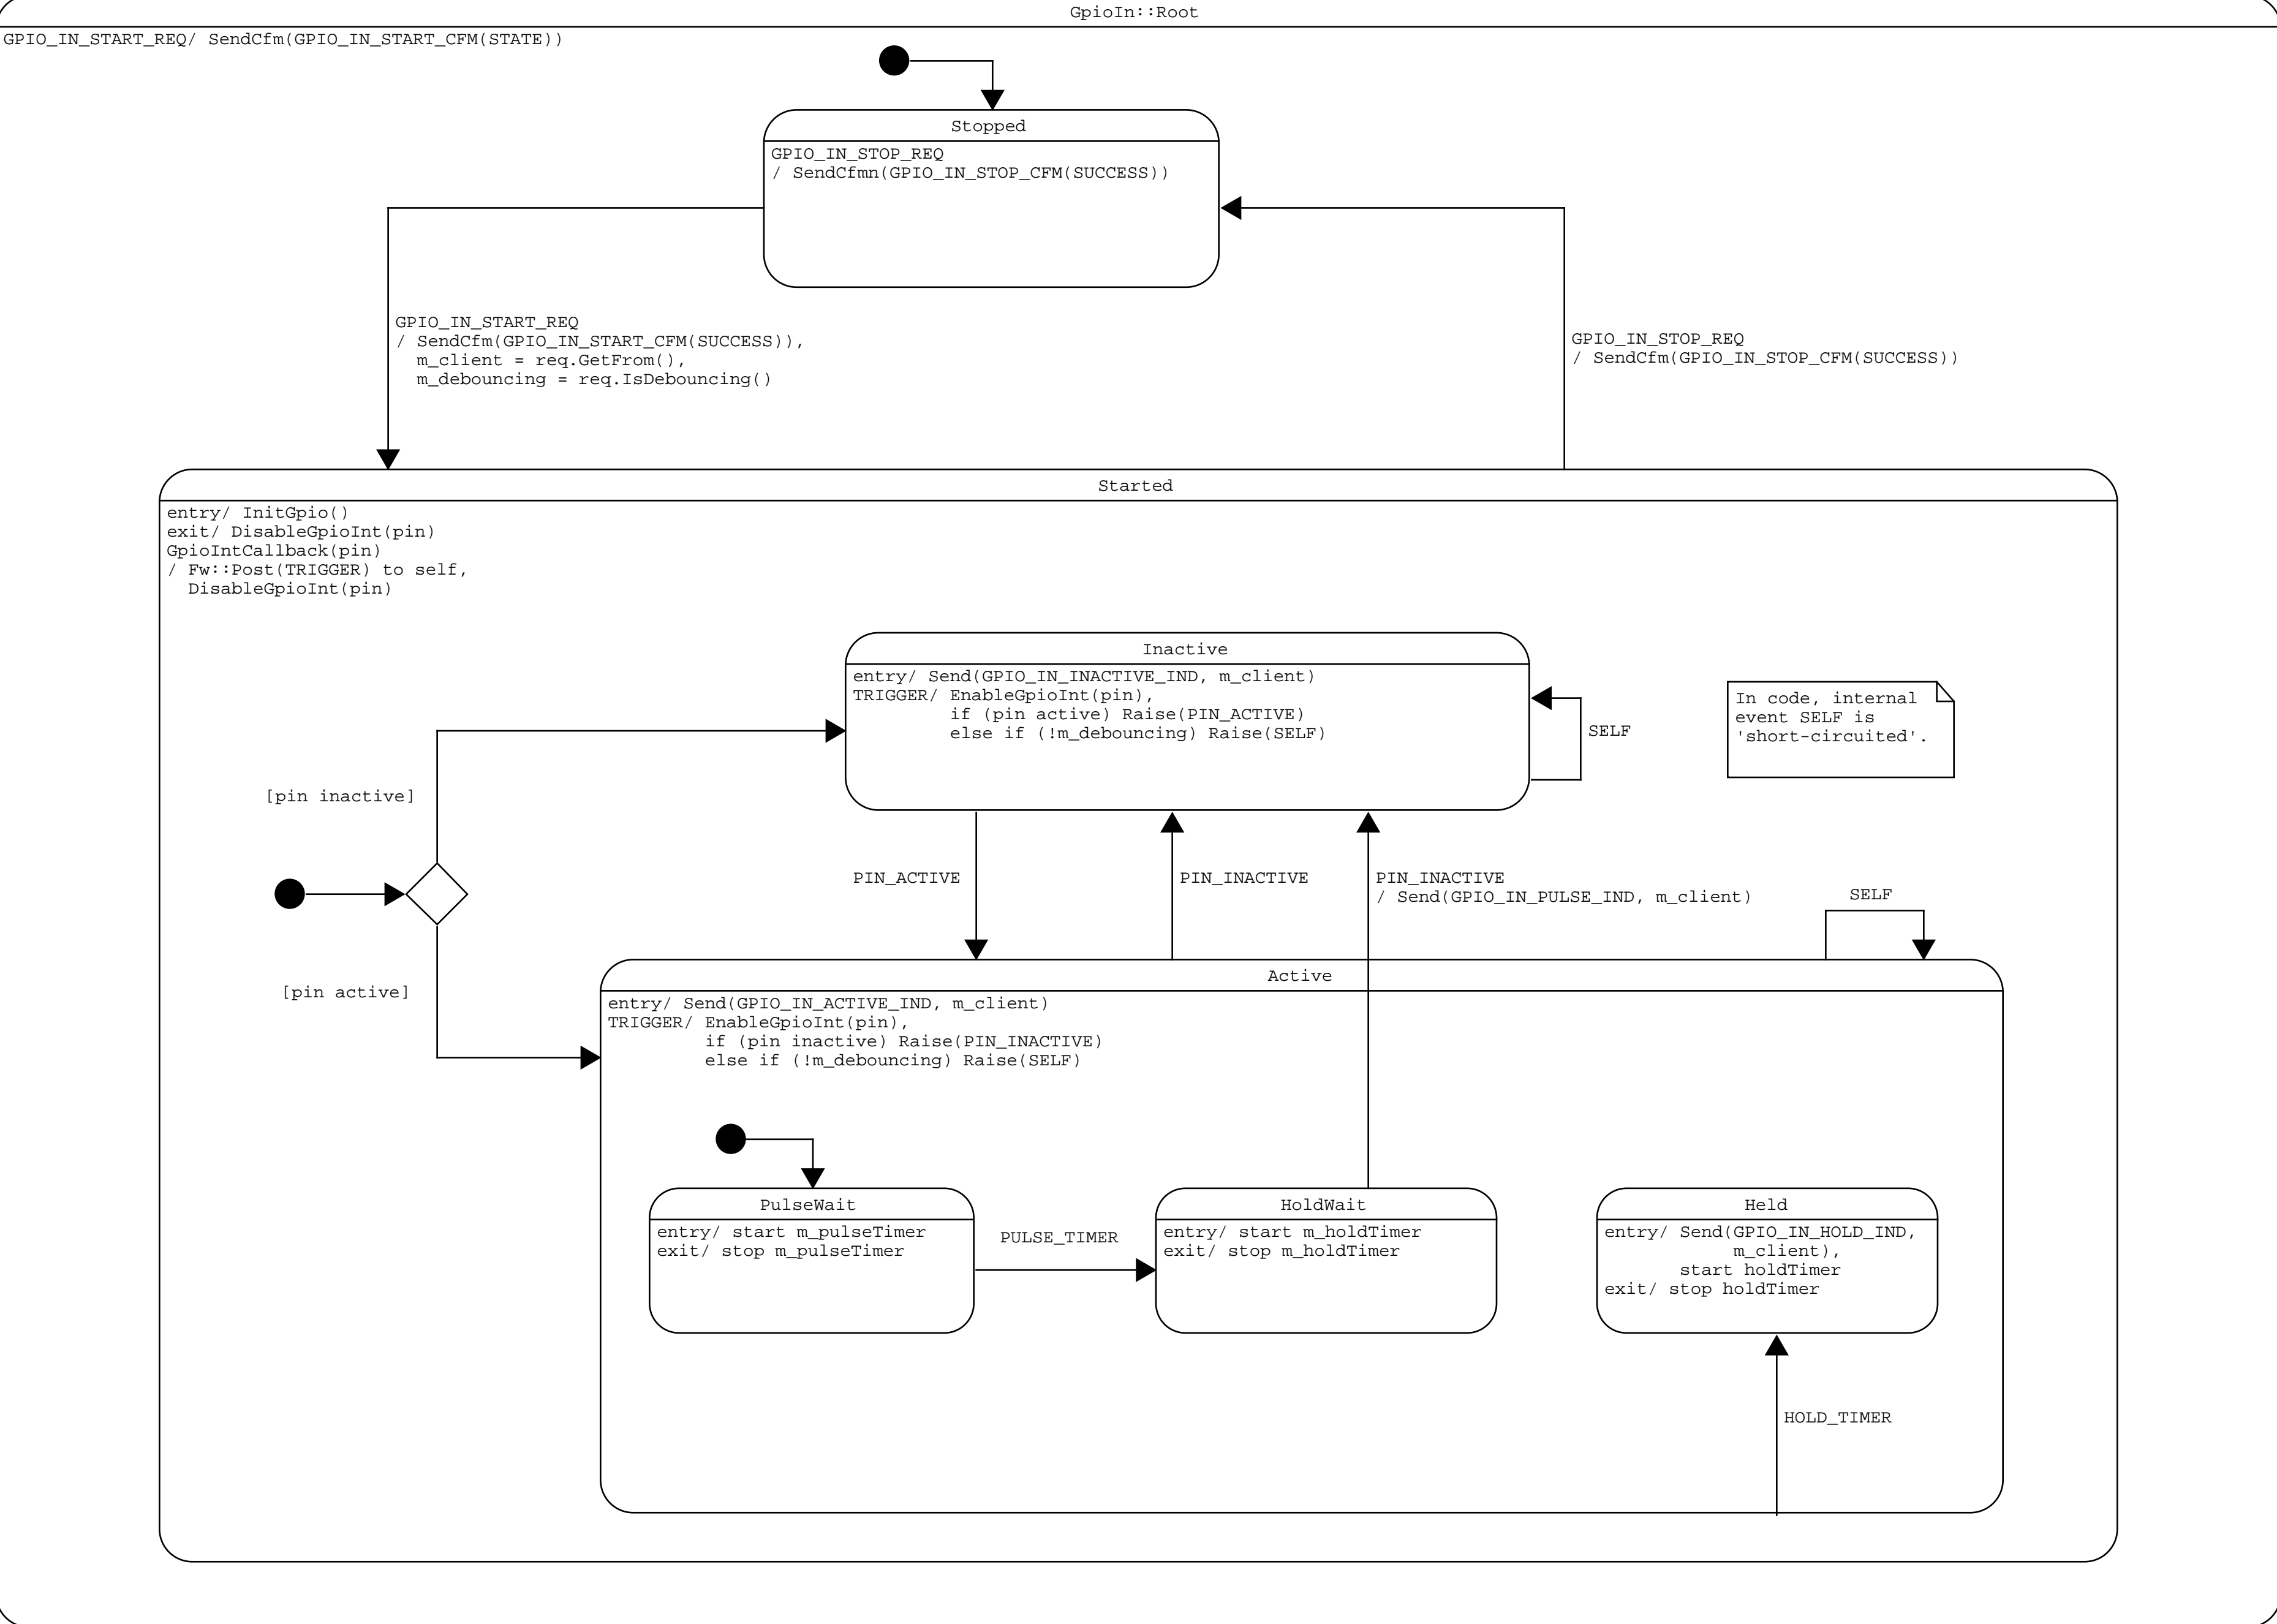 GpioIn::Root
GPIO_IN_START_REQ/ SendCfm(GPIO_IN_START_CFM(STATE))
Stopped
GPIO_IN_STOP_REQ
/ SendCfmn(GPIO_IN_STOP_CFM(SUCCESS))
GPIO_IN_START_REQ
/ SendCfm(GPIO_IN_START_CFM(SUCCESS)),
m_client = req.GetFrom(),
m_debouncing = req.IsDebouncing()
GPIO_IN_STOP_REQ
/ SendCfm(GPIO_IN_STOP_CFM(SUCCESS))
Started
entry/ InitGpio()
exit/ DisableGpioInt(pin)
GpioIntCallback(pin)
/ Fw::Post(TRIGGER) to self,
DisableGpioInt(pin)
Inactive
entry/ Send(GPIO_IN_INACTIVE_IND, m_client)
TRIGGER/ EnableGpioInt(pin),
if (pin active) Raise(PIN_ACTIVE)
else if (!m_debouncing) Raise(SELF)
SELF
In code, internal
event SELF is
'short-circuited'.
[pin inactive]
[pin active]
PIN_ACTIVE
PIN_INACTIVE
PIN_INACTIVE
/ Send(GPIO_IN_PULSE_IND, m_client)
SELF
Active
entry/ Send(GPIO_IN_ACTIVE_IND, m_client)
TRIGGER/ EnableGpioInt(pin),
if (pin inactive) Raise(PIN_INACTIVE)
else if (!m_debouncing) Raise(SELF)
PulseWait
entry/ start m_pulseTimer
exit/ stop m_pulseTimer
PULSE_TIMER
HoldWait
entry/ start m_holdTimer
exit/ stop m_holdTimer
Held
entry/ Send(GPIO_IN_HOLD_IND,
m_client),
start holdTimer
exit/ stop holdTimer
HOLD_TIMER